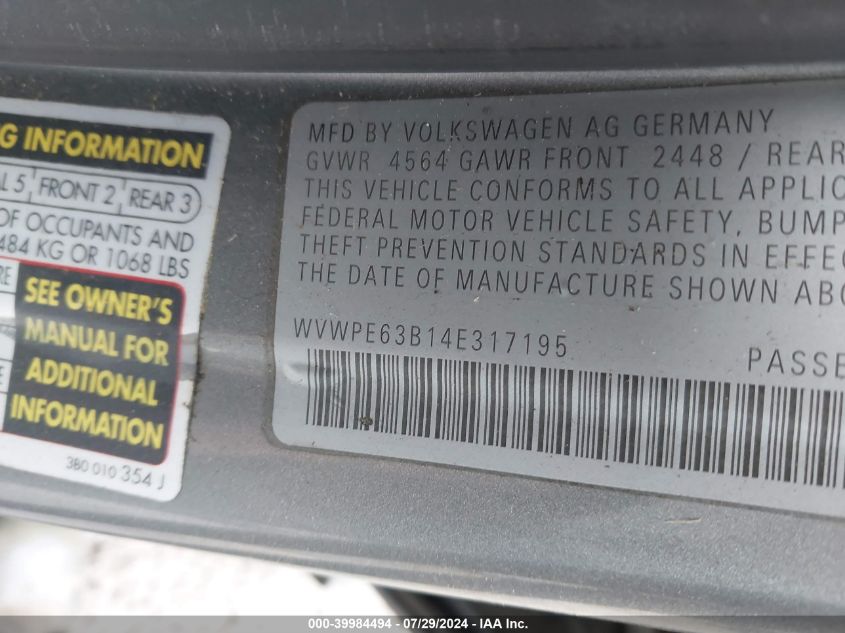 G INFORMATION
L 5 FRONT 2 REAR 3
OF OCCUPANTS AND
484 KG OR 1068 LBS
RE
SEE OWNER'S
MANUAL FOR
ADDITIONAL
INFORMATION
E
3B0 010 354 J
MFD BY VOLKSWAGEN AG GERMANY
GVWR 4564 GAWR FRONT 2448 / REAR
THIS VEHICLE CONFORMS TO ALL APPLIC
FEDERAL MOTOR VEHICLE SAFETY, BUMP
THEFT PREVENTION STANDARDS IN EFFEC
THE DATE OF MANUFACTURE SHOWN ABO
WVWPE63B14E317195
PASSE
000-39984494 - 07/29/2024 - IAA Inc.